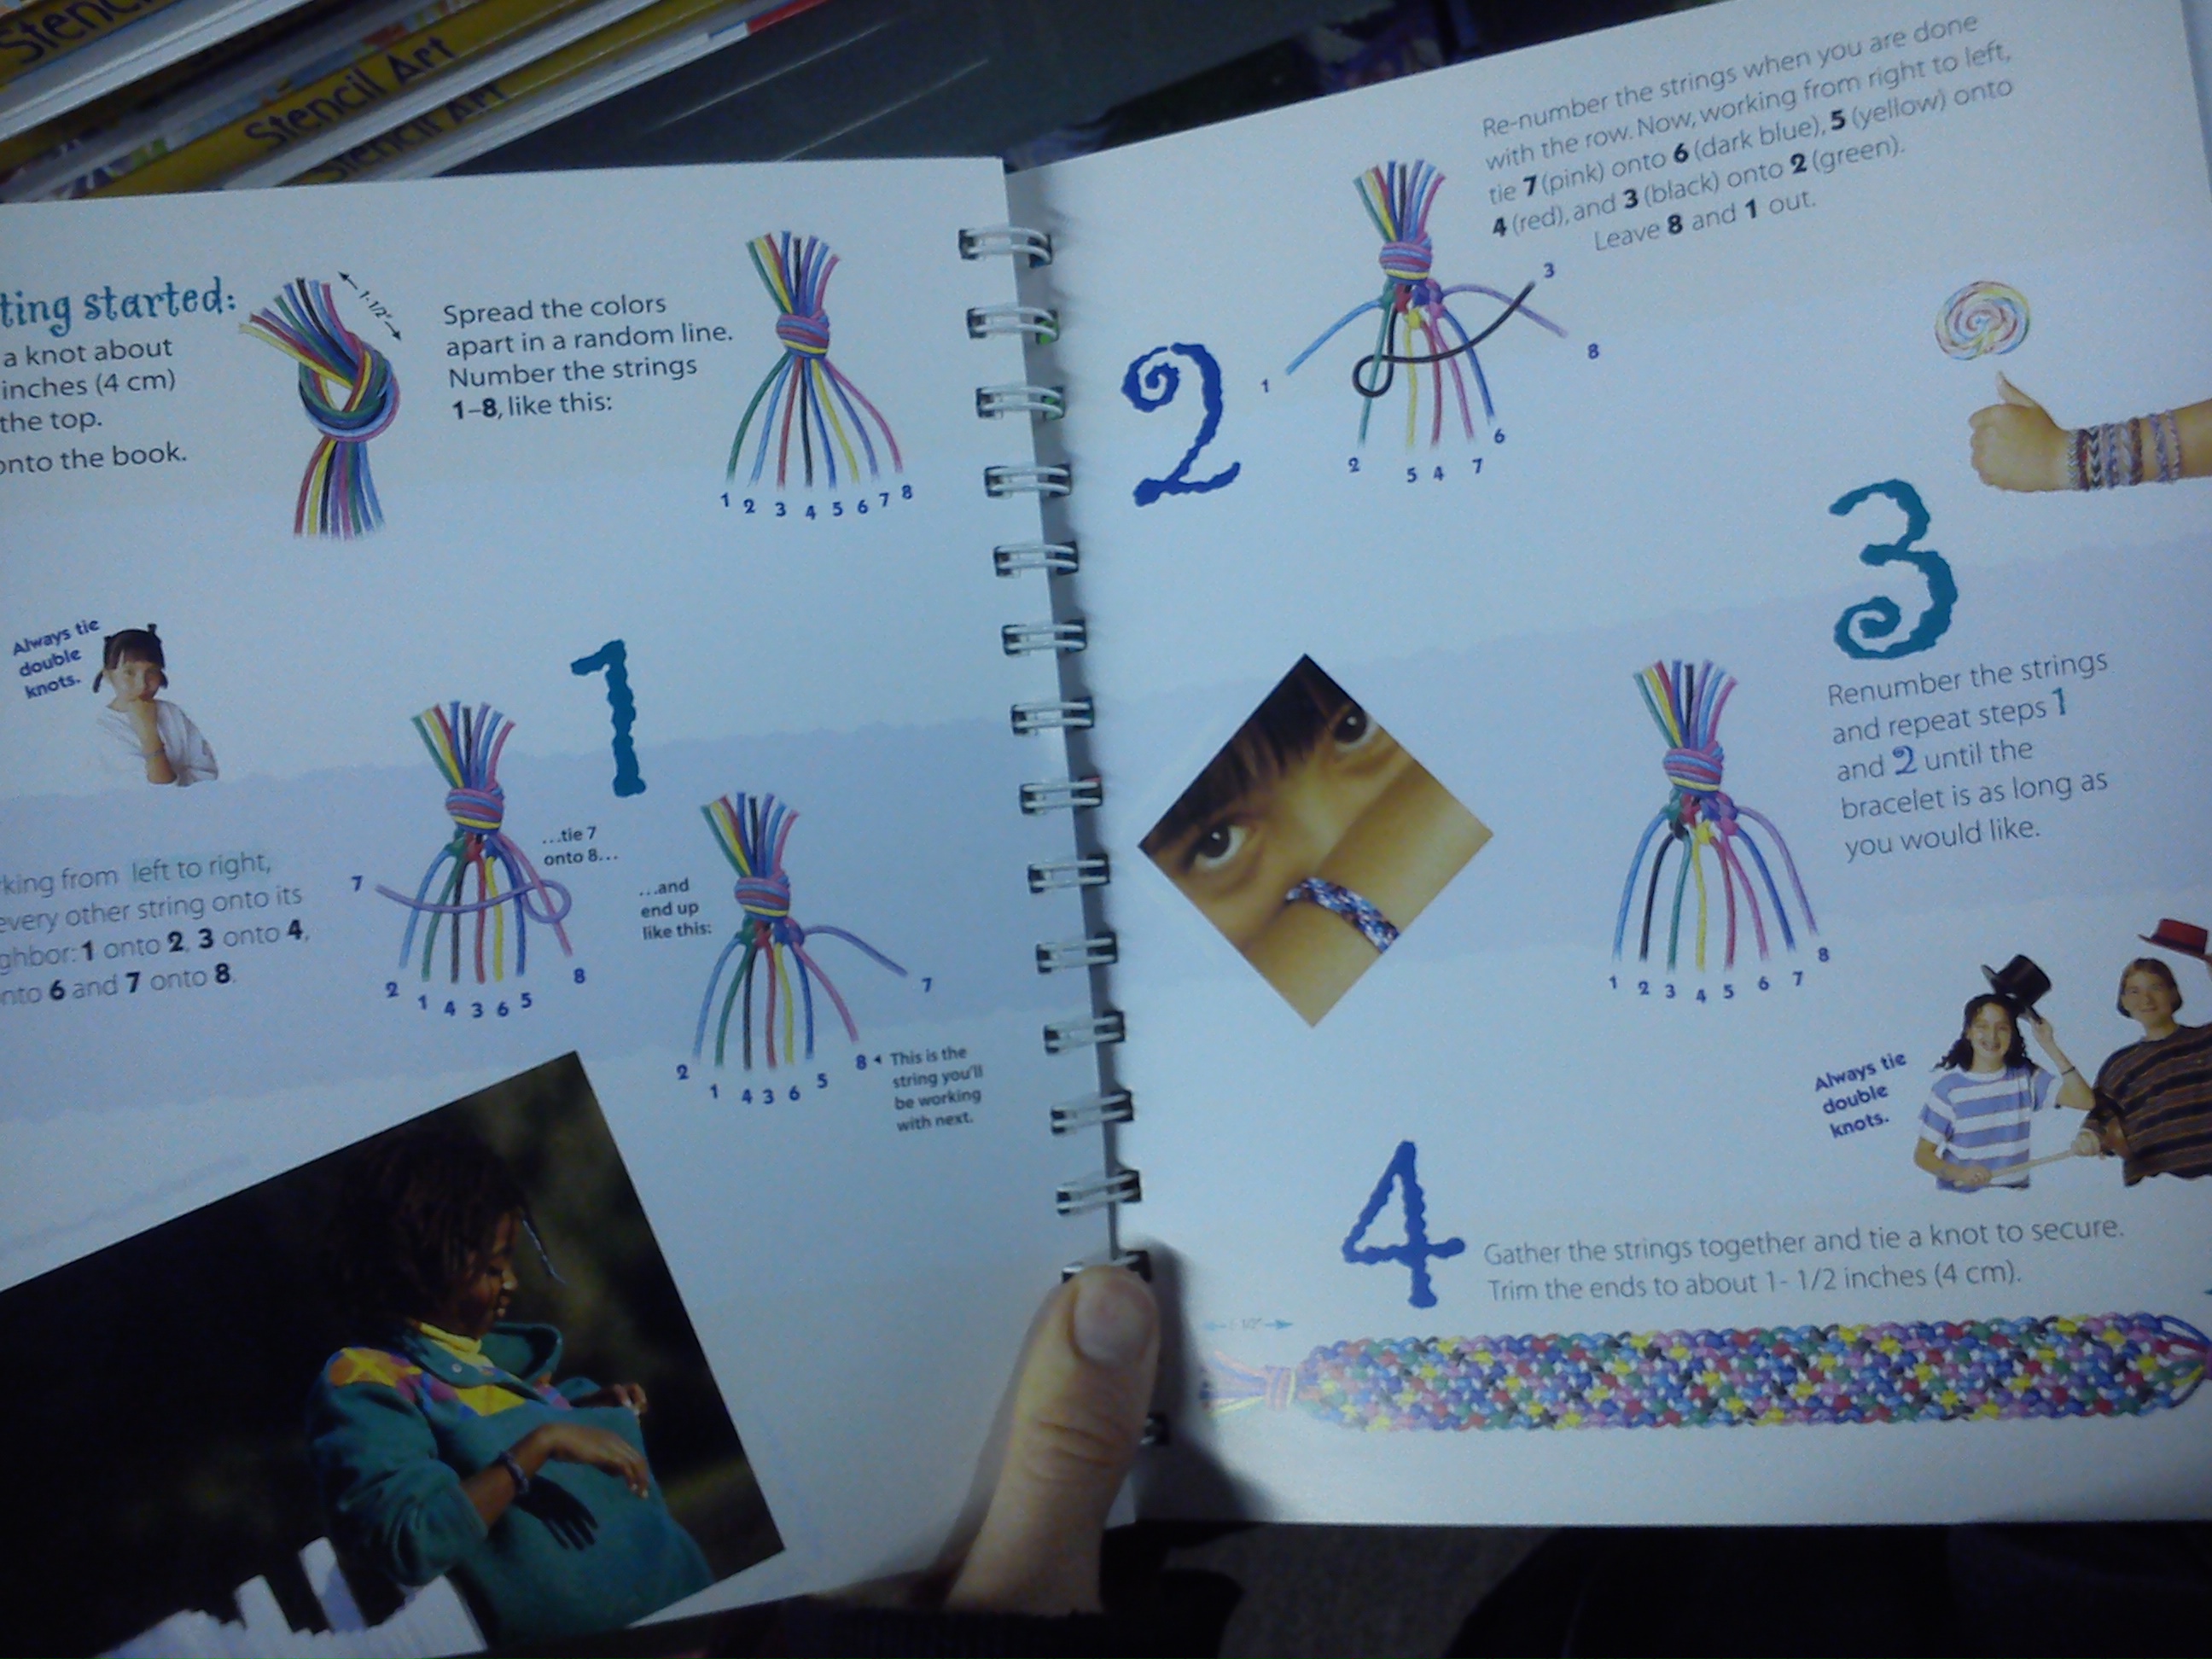 Stencil
Stencil Art
Stencil Art
ting started:
a knot about
inches (4 cm)
the top.
onto the book.
1-1/2"
Spread the colors
apart in a random line.
Number the strings
1–8, like this:
1 2 3 4 5 6 7 8
Always tie
double
knots.
1
king from left to right,
every other string onto its
ghbor: 1 onto 2, 3 onto 4,
nto 6 and 7 onto 8.
7
...tie 7
onto 8...
2 1 4 3 6 5 8
...and
end up
like this:
7
2 1 4 3 6 5 8
This is the
string you'll
be working
with next.
Re-number the strings when you are done
with the row. Now, working from right to left,
tie 7 (pink) onto 6 (dark blue), 5 (yellow) onto
4 (red), and 3 (black) onto 2 (green).
Leave 8 and 1 out.
2
3
8
1
2 5 4 7 6
3
Renumber the strings
and repeat steps 1
and 2 until the
bracelet is as long as
you would like.
1 2 3 4 5 6 7 8
Always tie
double
knots.
4
Gather the strings together and tie a knot to secure.
Trim the ends to about 1- 1/2 inches (4 cm).
1-1/2"